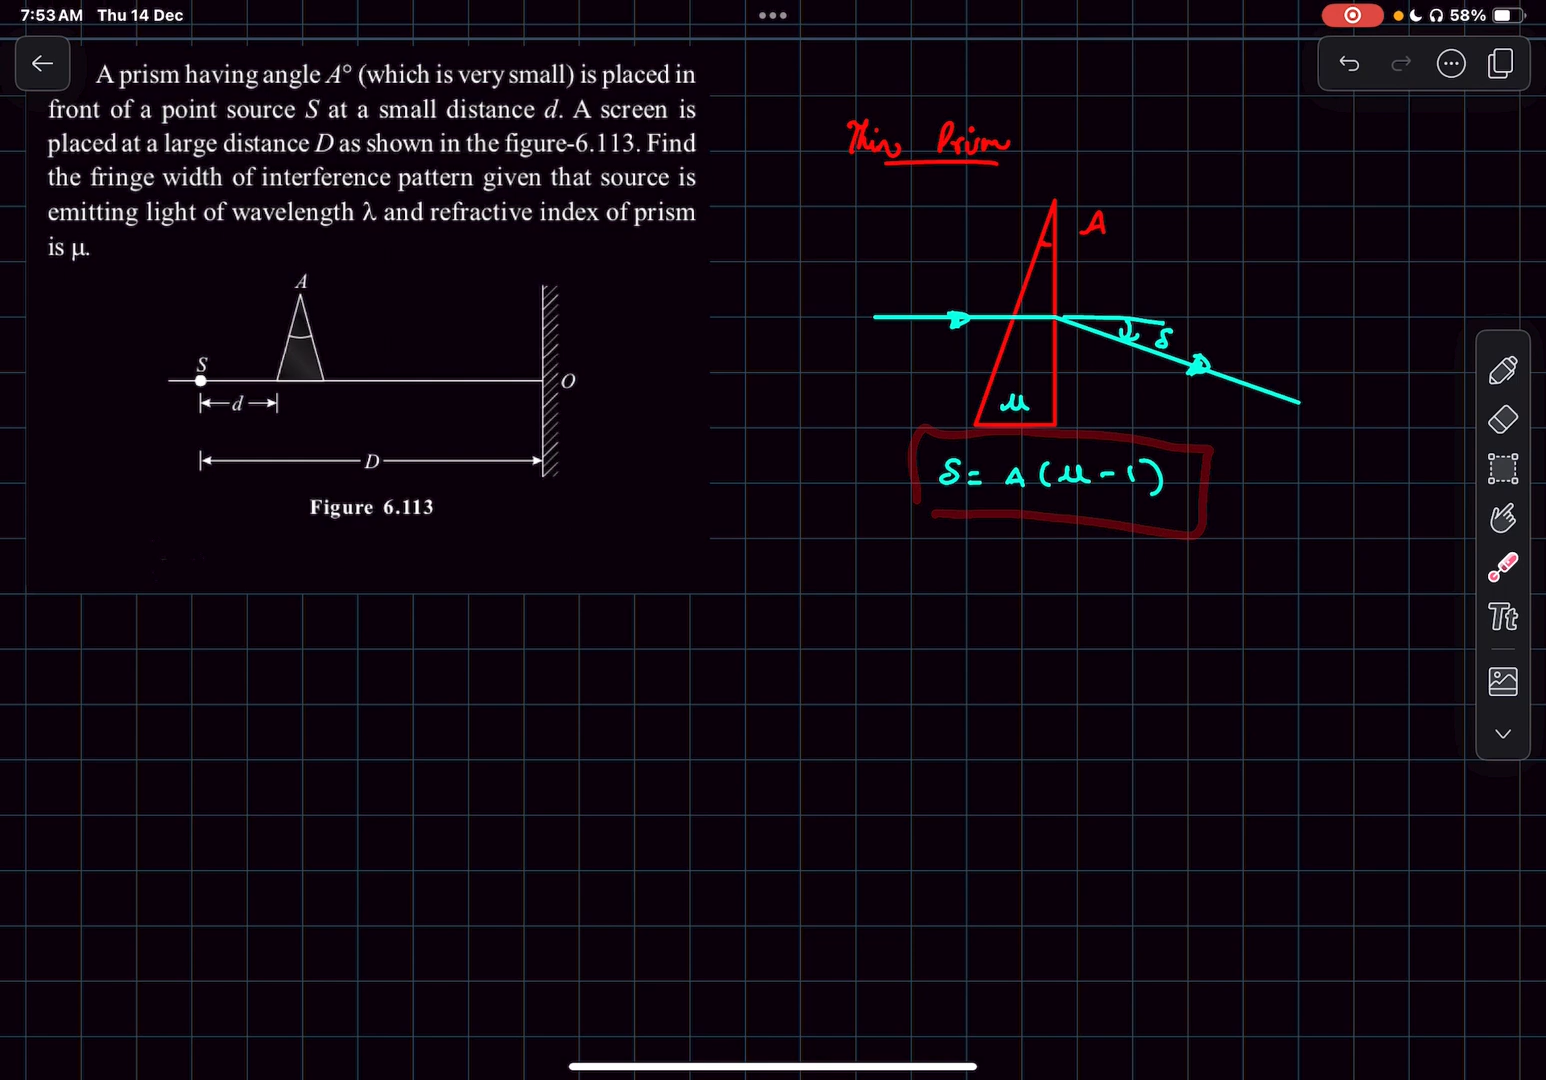 7:53 AM Thu 14 Dec
58%
A prism having angle A° (which is very small) is placed in
front of a point source S at a small distance d. A screen is
placed at a large distance D as shown in the figure-6.113. Find
the fringe width of interference pattern given that source is
emitting light of wavelength λ and refractive index of prism
is μ.
A
S
O
d
D
Figure 6.113
Thin Prism
A
δ
μ
δ = A (μ - 1)
Tt